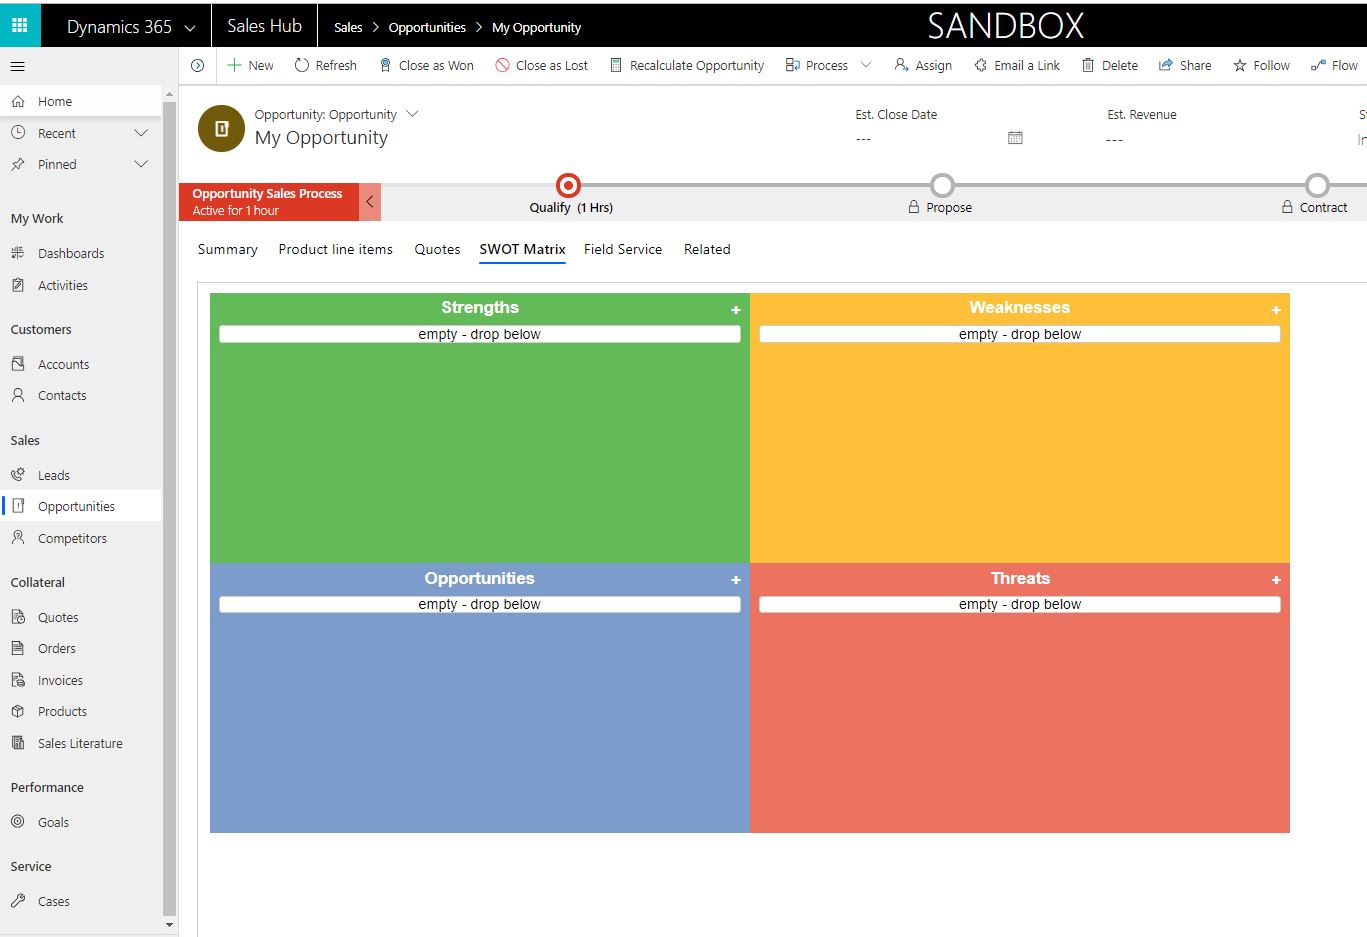 Dynamics 365
Sales Hub
Sales > Opportunities > My Opportunity
SANDBOX
New
Refresh
Close as Won
Close as Lost
Recalculate Opportunity
Process
Assign
Email a Link
Delete
Share
Follow
Flow
Home
Recent
Pinned
My Work
Dashboards
Activities
Customers
Accounts
Contacts
Sales
Leads
Opportunities
Competitors
Collateral
Quotes
Orders
Invoices
Products
Sales Literature
Performance
Goals
Service
Cases
Opportunity: Opportunity
My Opportunity
Est. Close Date
---
Est. Revenue
---
Opportunity Sales Process
Active for 1 hour
Qualify (1 Hrs)
Propose
Contract
Summary
Product line items
Quotes
SWOT Matrix
Field Service
Related
Strengths +
empty - drop below
Weaknesses +
empty - drop below
Opportunities +
empty - drop below
Threats +
empty - drop below